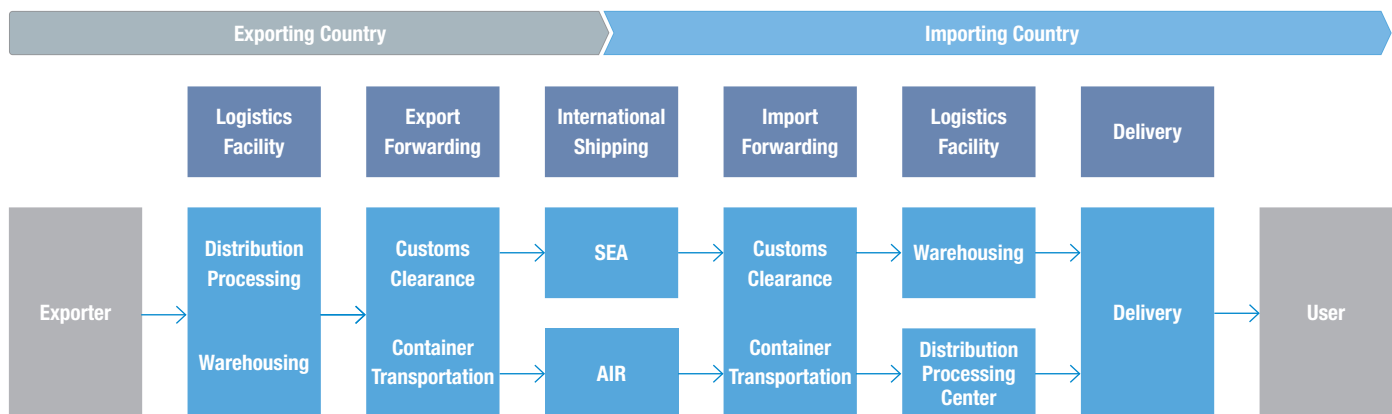 Exporting Country
Importing Country
Logistics
Facility
Export
Forwarding
International
Shipping
Import
Forwarding
Logistics
Facility
Delivery
Exporter
Distribution
Processing
Warehousing
Customs
Clearance
Container
Transportation
SEA
AIR
Customs
Clearance
Container
Transportation
Warehousing
Distribution
Processing
Center
Delivery
User